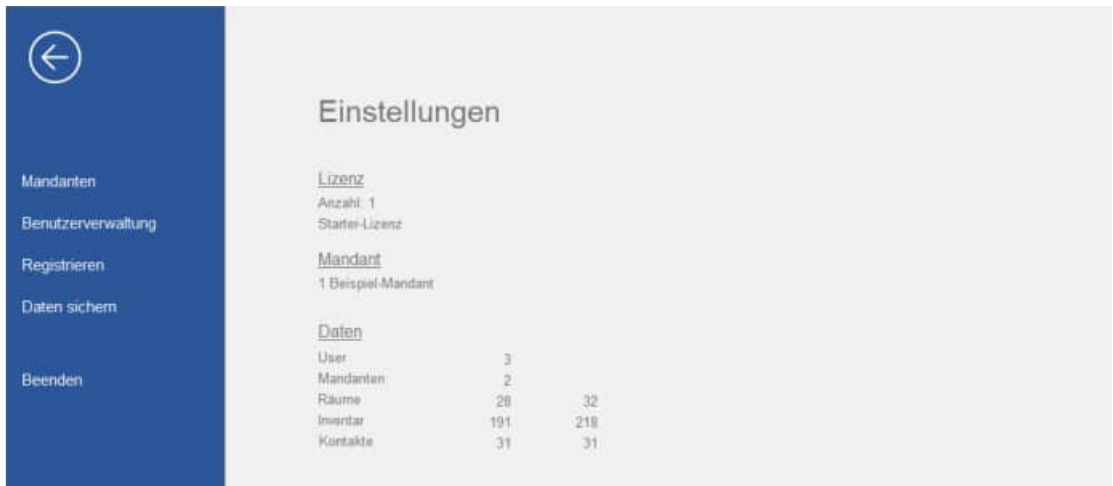 Einstellungen
Mandanten
Benutzerverwaltung
Registrieren
Daten sichern
Beenden
Lizenz
Anzahl: 1
Starter-Lizenz
Mandant
1 Beispiel-Mandant
Daten
User 3
Mandanten 2
Räume 28 32
Inventar 191 218
Kontakte 31 31